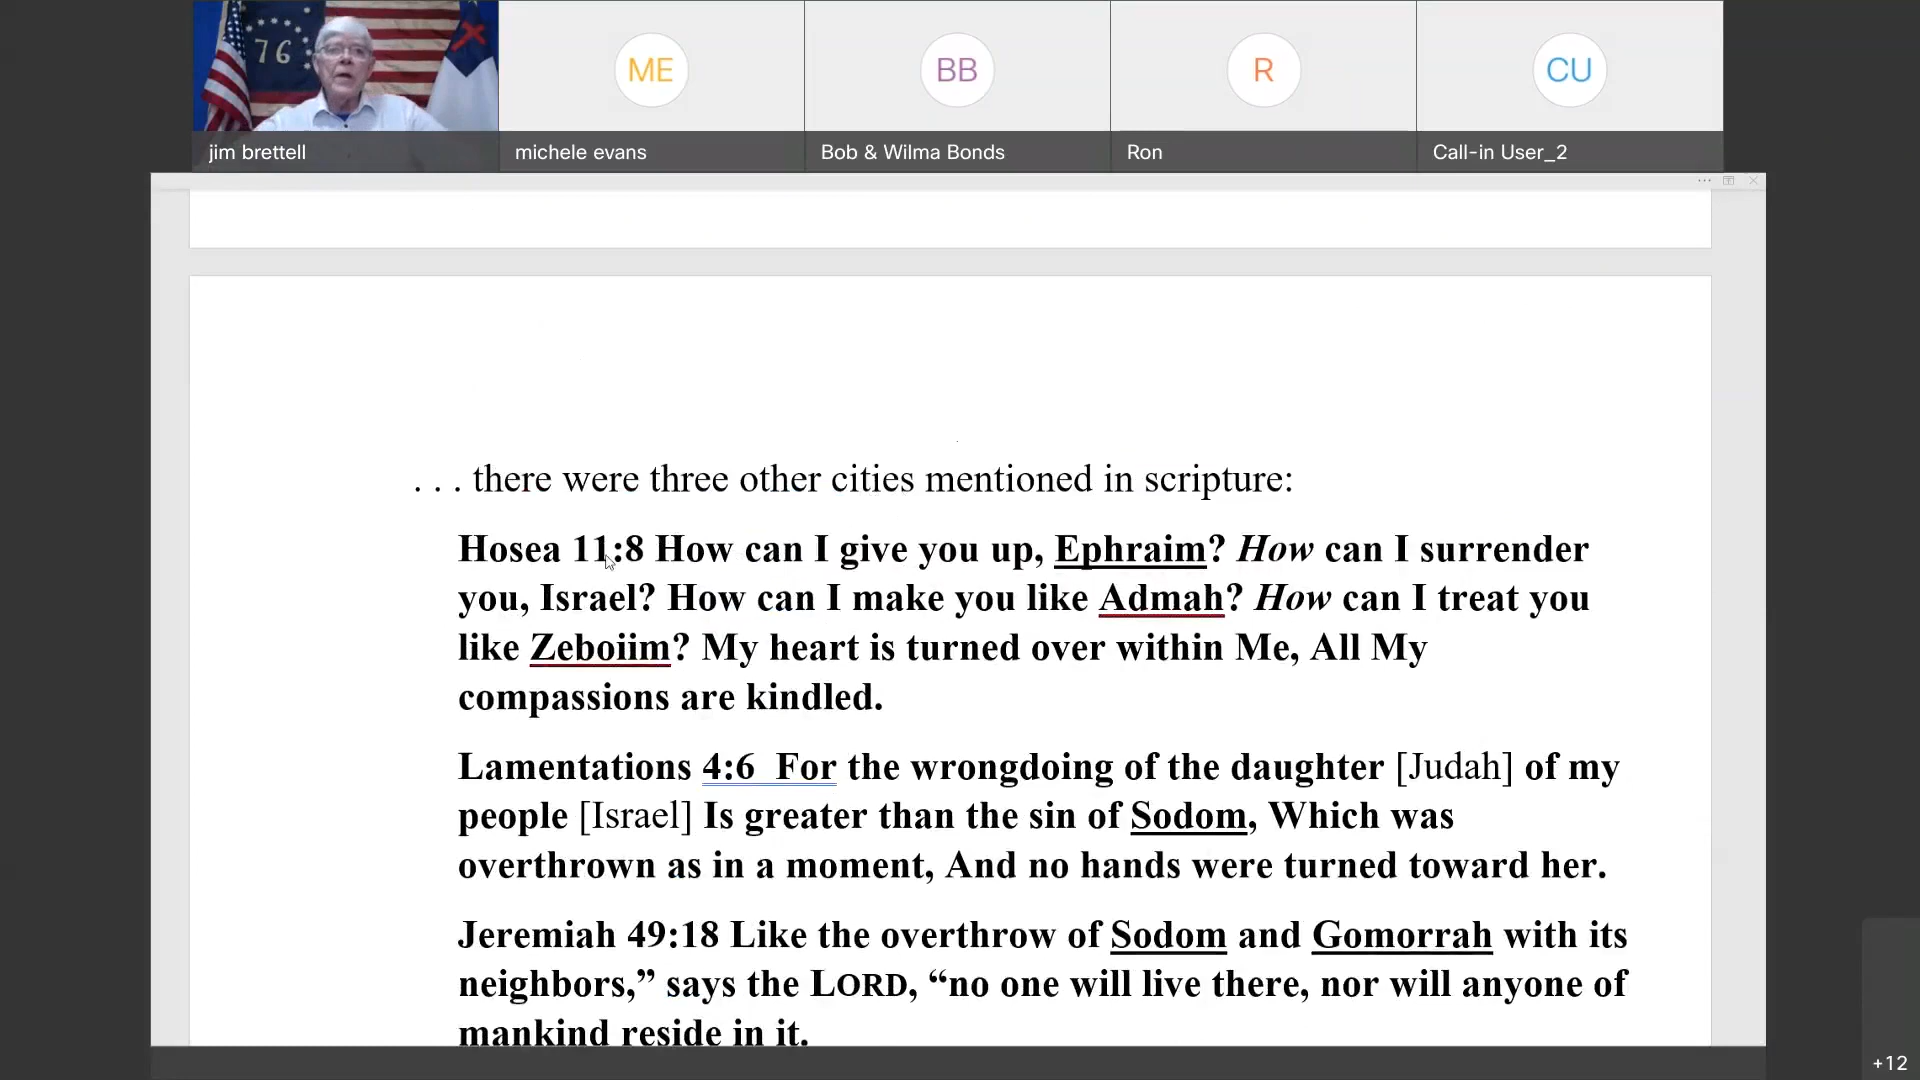 76
ME
BB
R
CU
jim brettell
michele evans
Bob & Wilma Bonds
Ron
Call-in User_2
. . . there were three other cities mentioned in scripture:
Hosea 11:8 How can I give you up, Ephraim? How can I surrender
you, Israel? How can I make you like Admah? How can I treat you
like Zeboiim? My heart is turned over within Me, All My
compassions are kindled.
Lamentations 4:6  For the wrongdoing of the daughter [Judah] of my
people [Israel] Is greater than the sin of Sodom, Which was
overthrown as in a moment, And no hands were turned toward her.
Jeremiah 49:18 Like the overthrow of Sodom and Gomorrah with its
neighbors,” says the LORD, “no one will live there, nor will anyone of
mankind reside in it.
+12